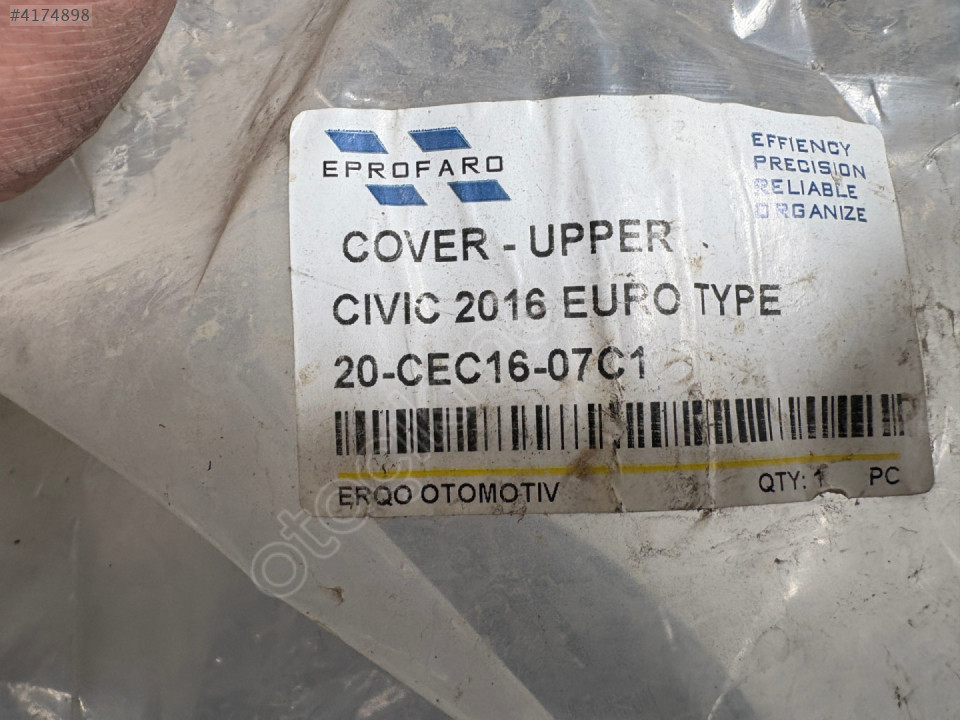 #4174898
EPROFARO
EFFIENCY
PRECISION
RELIABLE
ORGANIZE
COVER - UPPER
CIVIC 2016 EURO TYPE
20-CEC16-07C1
ERQO OTOMOTIV
QTY: 1 PC